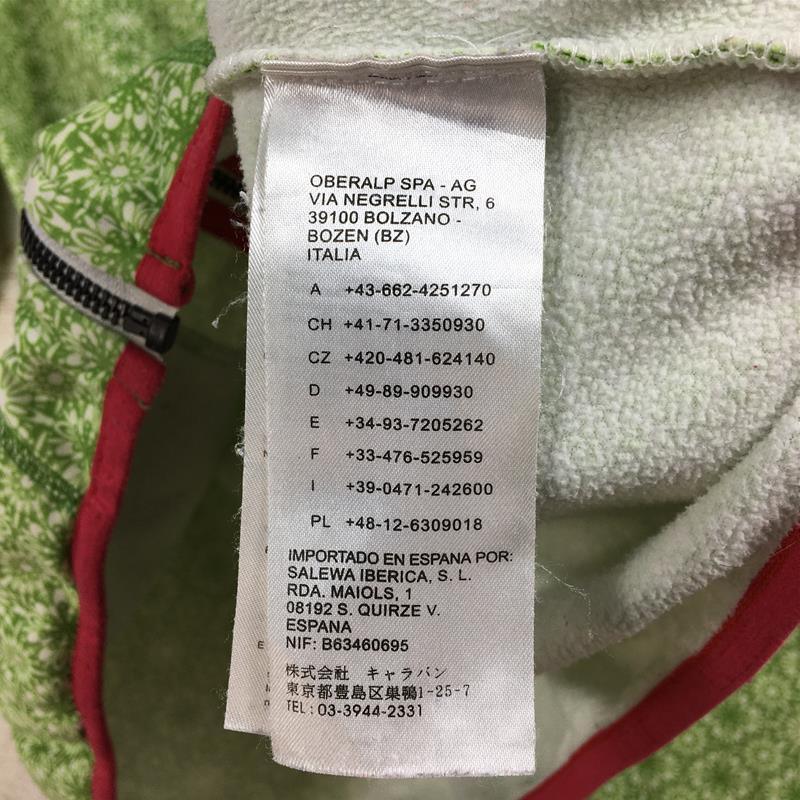 OBERALP SPA - AG
VIA NEGRELLI STR, 6
39100 BOLZANO -
BOZEN (BZ)
ITALIA
A +43-662-4251270
CH +41-71-3350930
CZ +420-481-624140
D +49-89-909930
E +34-93-7205262
F +33-476-525959
I +39-0471-242600
PL +48-12-6309018
IMPORTADO EN ESPANA POR:
SALEWA IBERICA, S. L.
RDA. MAIOLS, 1
08192 S. QUIRZE V.
ESPANA
NIF: B63460695
株式会社 キャラバン
東京都豊島区巣鴨1-25-7
TEL : 03-3944-2331